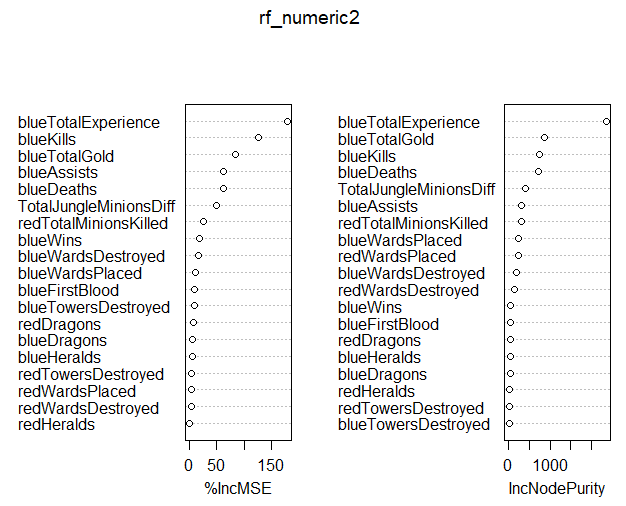 rf_numeric2
blueTotalExperience
blueKills
blueTotalGold
blueAssists
blueDeaths
TotalJungleMinionsDiff
redTotalMinionsKilled
blueWins
blueWardsDestroyed
blueWardsPlaced
blueFirstBlood
blueTowersDestroyed
redDragons
blueDragons
blueHeralds
redTowersDestroyed
redWardsPlaced
redWardsDestroyed
redHeralds
0 50 150
%IncMSE
blueTotalExperience
blueTotalGold
blueKills
blueDeaths
TotalJungleMinionsDiff
blueAssists
redTotalMinionsKilled
blueWardsPlaced
redWardsPlaced
blueWardsDestroyed
redWardsDestroyed
blueWins
blueFirstBlood
redDragons
blueHeralds
blueDragons
redHeralds
redTowersDestroyed
blueTowersDestroyed
0 1000
IncNodePurity